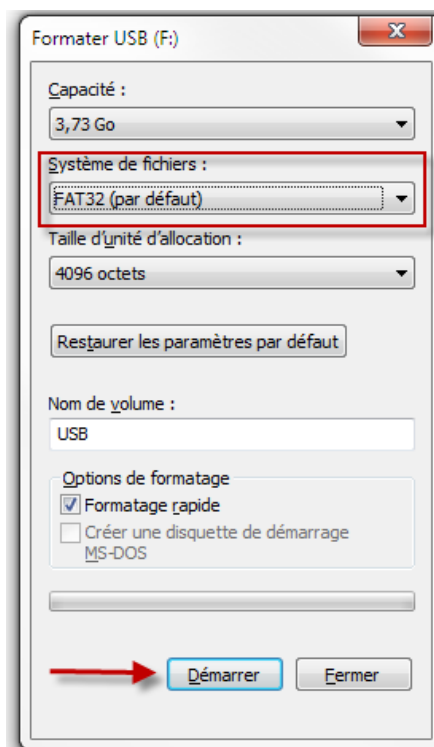 Formater USB (F:)
Capacité :
3,73 Go
Système de fichiers :
FAT32 (par défaut)
Taille d'unité d'allocation :
4096 octets
Restaurer les paramètres par défaut
Nom de volume :
USB
Options de formatage
Formatage rapide
Créer une disquette de démarrage
MS-DOS
Démarrer
Fermer